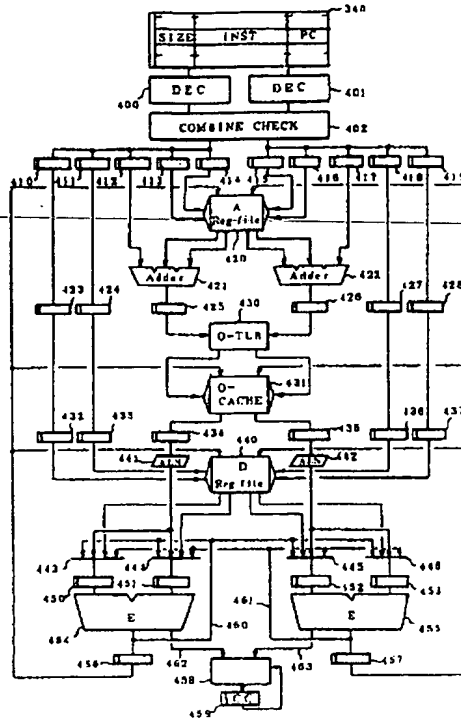 340
SIZE INST PC
DEC DEC
400 401
COMBINE CHECK 402
410 411 412 413 414 415 416 417 418 419
A
Reg-file
420
Adder Adder
421 422
423 424 425 430 426 427 428
O-TLB
O-
CACHE
431
432 433 434 435 436 437
440
441 ALN ALN 442
D
Reg-file
443 444 445 446
450 451 452 453
461
E E
454 460 455
456 462 463 457
458
459 CC